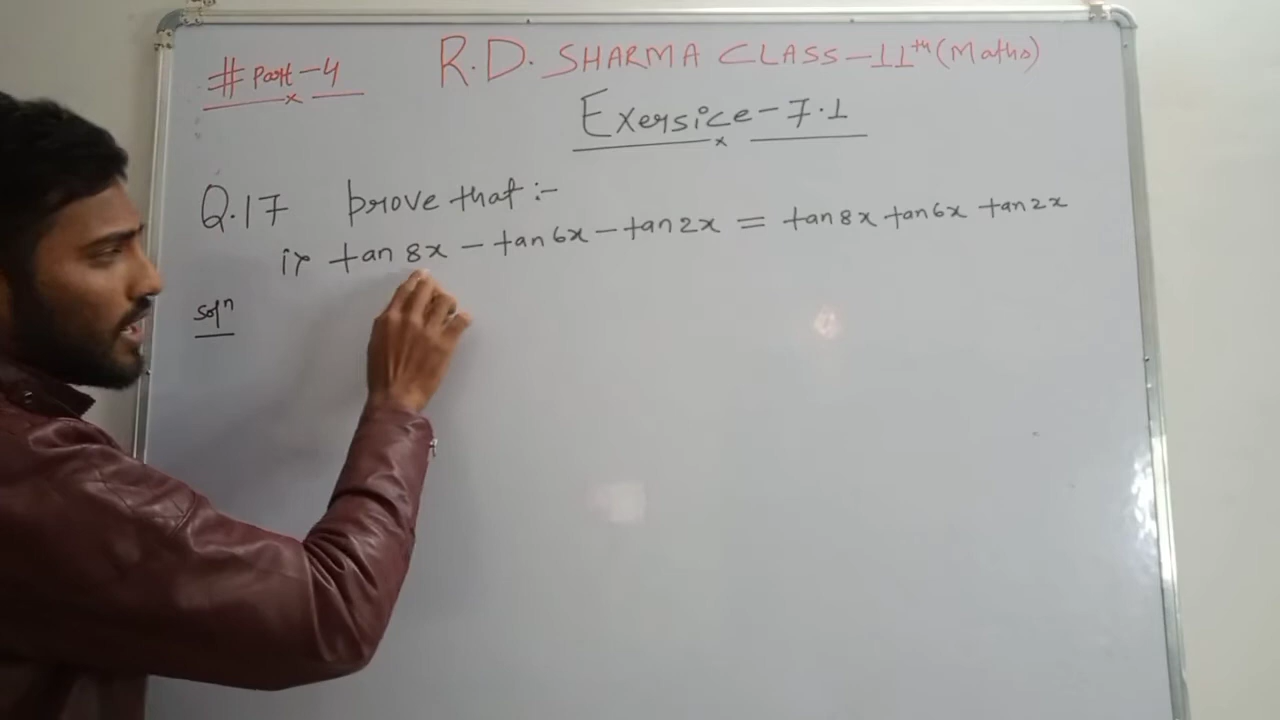 # Part-4
R.D. SHARMA CLASS-11th (Maths)
Exersice-7.1
Q.17 prove that:-
i> tan 8x - tan 6x - tan 2x = tan 8x tan 6x tan 2x
Solⁿ